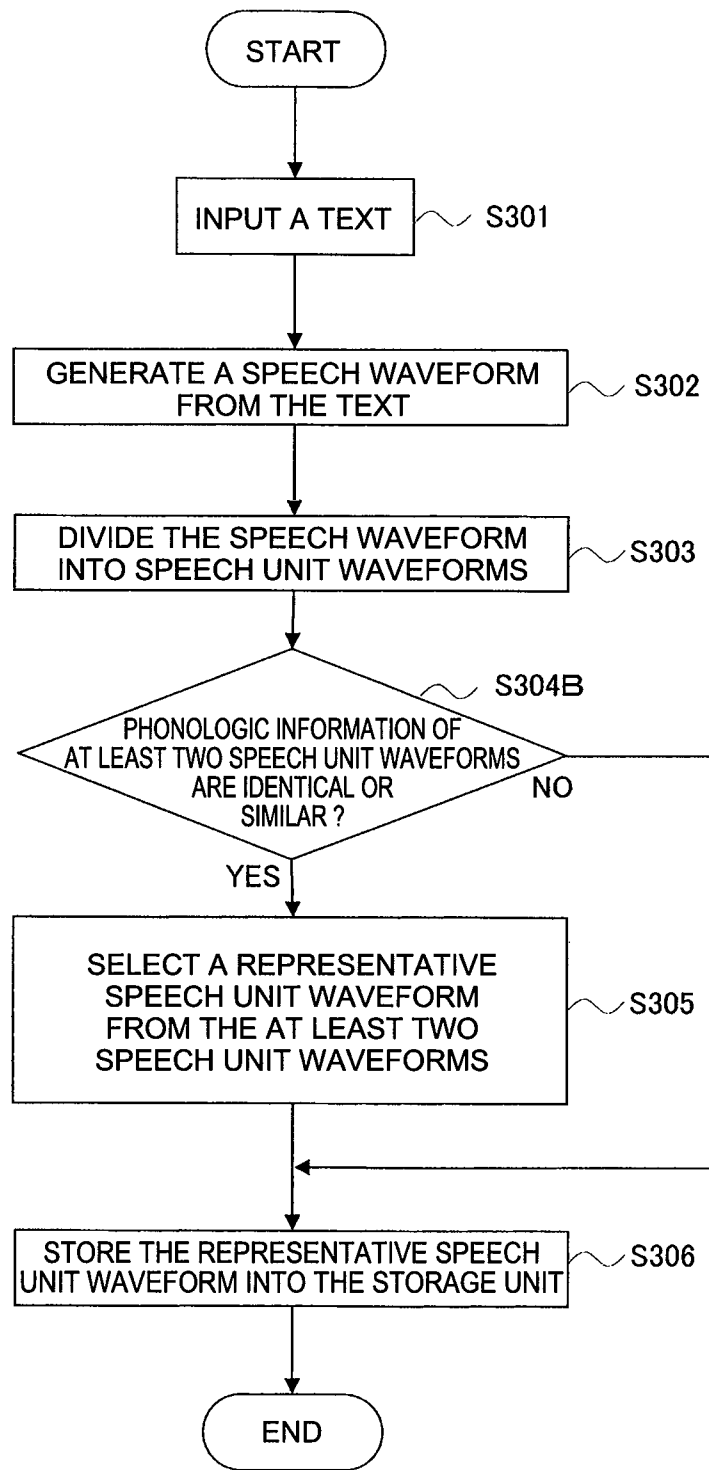 START
INPUT A TEXT
S301
GENERATE A SPEECH WAVEFORM
FROM THE TEXT
S302
DIVIDE THE SPEECH WAVEFORM
INTO SPEECH UNIT WAVEFORMS
S303
S304B
PHONOLOGIC INFORMATION OF
AT LEAST TWO SPEECH UNIT WAVEFORMS
ARE IDENTICAL OR
SIMILAR ?
NO
YES
SELECT A REPRESENTATIVE
SPEECH UNIT WAVEFORM
FROM THE AT LEAST TWO
SPEECH UNIT WAVEFORMS
S305
STORE THE REPRESENTATIVE SPEECH
UNIT WAVEFORM INTO THE STORAGE UNIT
S306
END